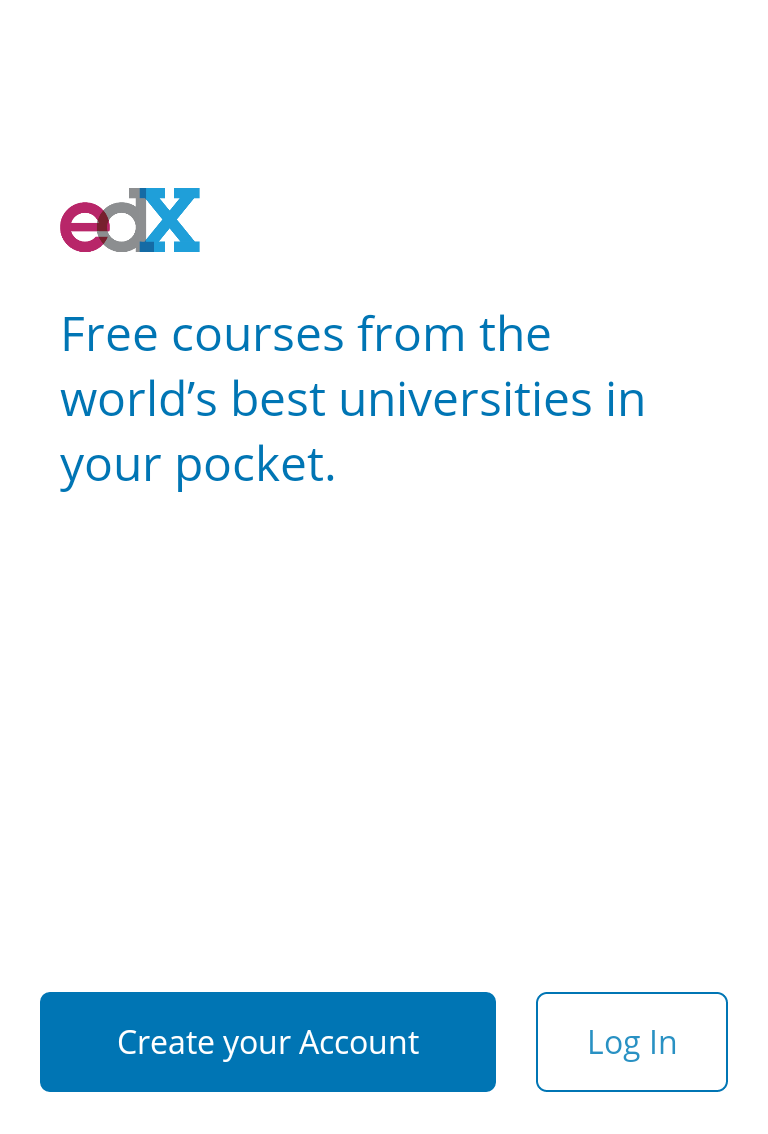 edX
Free courses from the
world’s best universities in
your pocket.
Create your Account
Log In